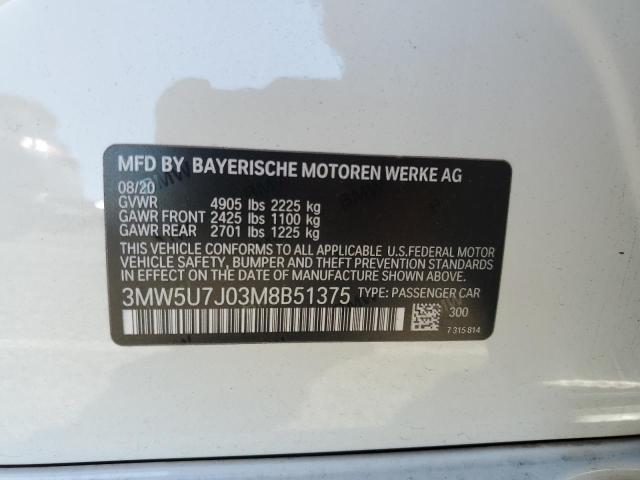 MFD BY BAYERISCHE MOTOREN WERKE AG
08/20
GVWR 4905 lbs 2225 kg
GAWR FRONT 2425 lbs 1100 kg
GAWR REAR 2701 lbs 1225 kg
THIS VEHICLE CONFORMS TO ALL APPLICABLE U.S.FEDERAL MOTOR
VEHICLE SAFETY, BUMPER AND THEFT PREVENTION STANDARDS
IN EFFECT ON THE DATE OF MANUFACTURE SHOWN ABOVE.
3MW5U7J03M8B51375 TYPE: PASSENGER CAR
300
7 315 814